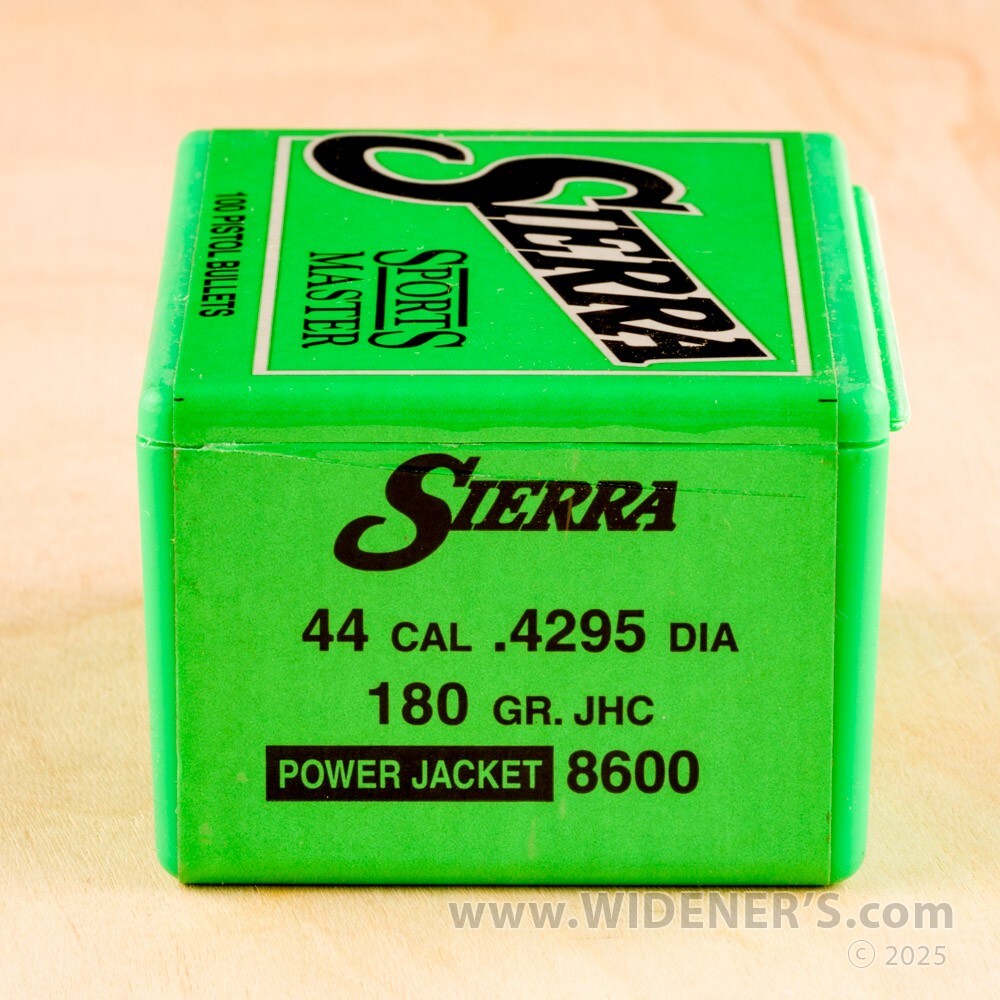 SIERRA
SPORTS
MASTER
100 PISTOL BULLETS
SIERRA
44 CAL .4295 DIA
180 GR. JHC
POWER JACKET 8600
www.WIDENER'S.com
© 2025